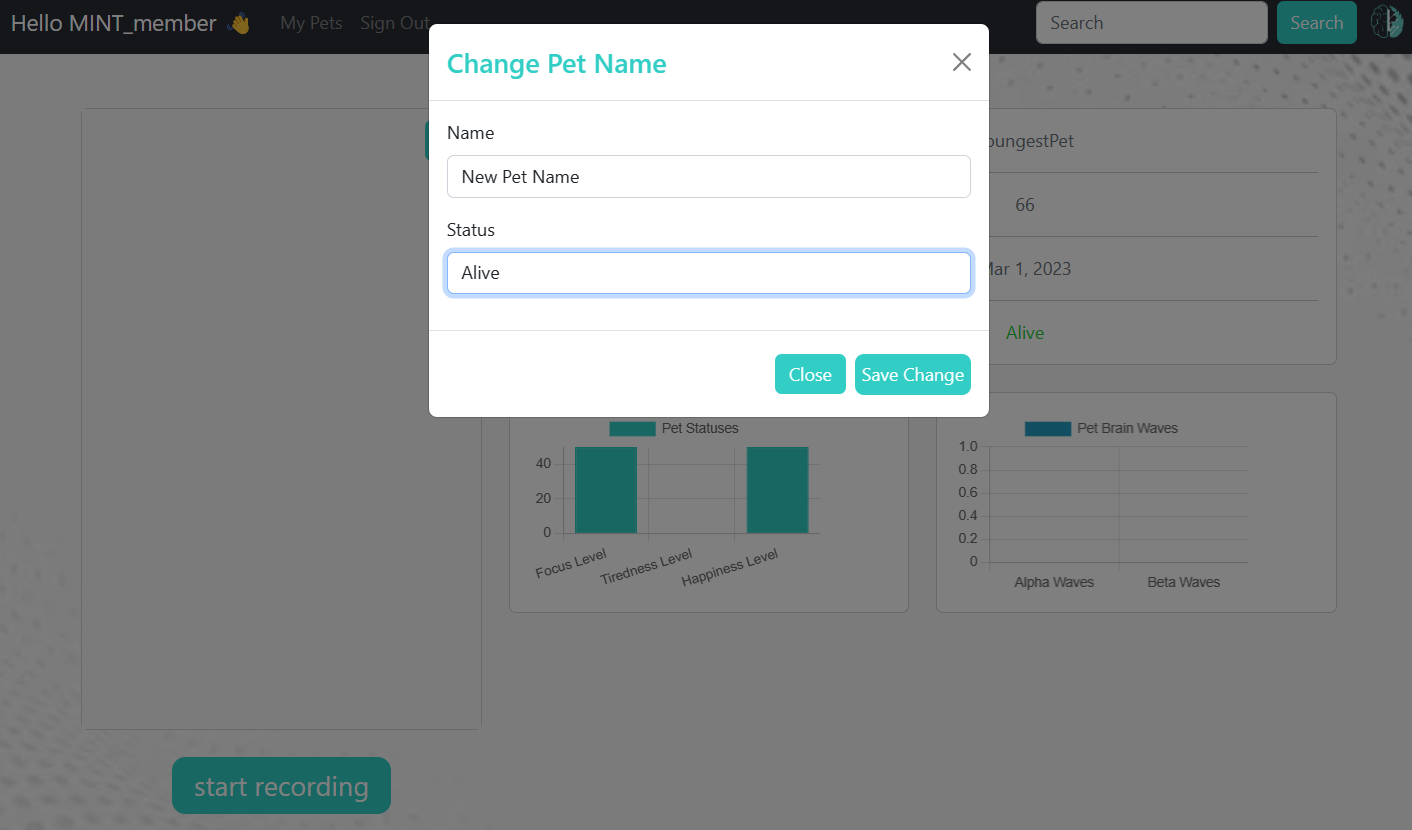 Hello MINT_member 👋 My Pets Sign Out Search Search
Change Pet Name
Name
New Pet Name
Status
Alive
Close Save Change
66
Mar 1, 2023
Alive
Pet Statuses
40
20
0
Focus Level Tiredness Level Happiness Level
Pet Brain Waves
1.0
0.8
0.6
0.4
0.2
0
Alpha Waves Beta Waves
start recording